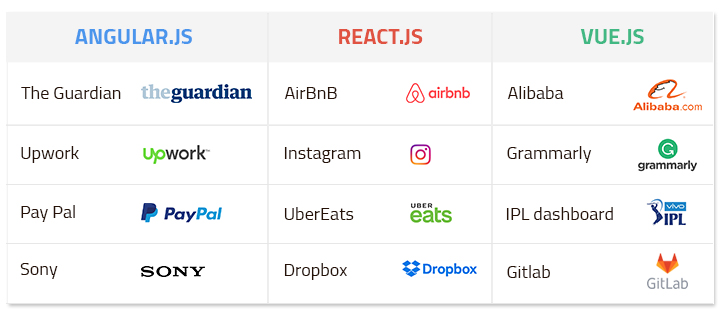 ANGULAR.JS REACT.JS VUE.JS
The Guardian theguardian AirBnB airbnb Alibaba Alibaba.com
Upwork upwork™ Instagram Grammarly grammarly
Pay Pal PayPal UberEats UBER eats IPL dashboard vivo IPL
Sony SONY Dropbox Dropbox Gitlab GitLab